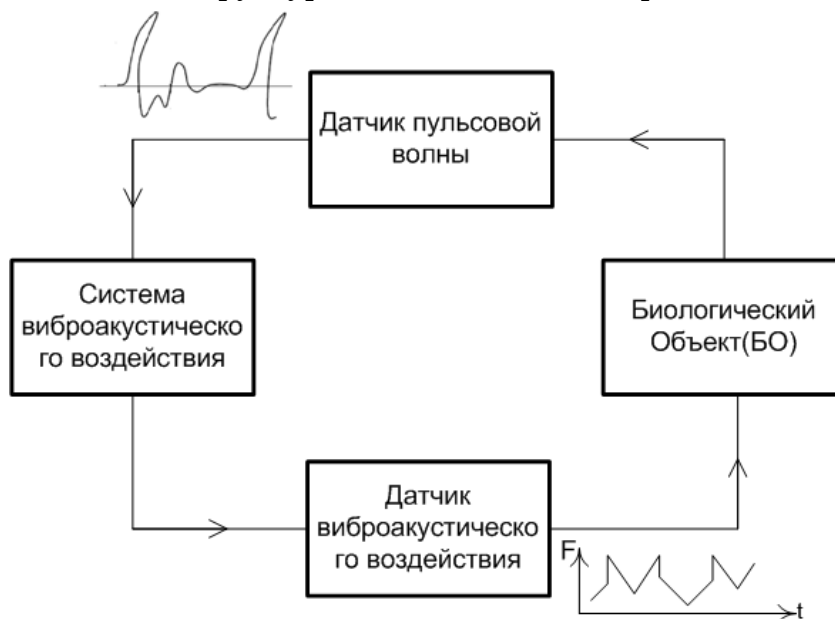 Датчик пульсовой
волны
Система
виброакустическо
го воздействия
Биологический
Объект(БО)
Датчик
виброакустическо
го воздействия
F
t